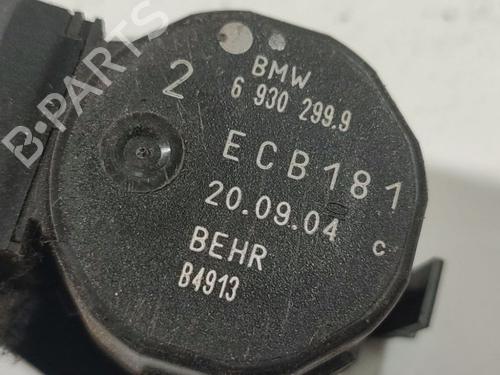 B-PARTS
BMW
2
6 930 299.9
ECB181
20.09.04
c
BEHR
B4913